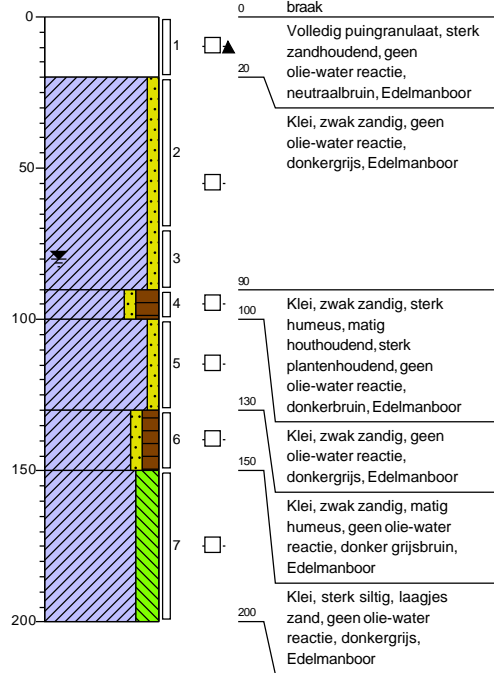 0
50
100
150
200
1
2
3
4
5
6
7
0
braak
Volledig puingranulaat, sterk
zandhoudend, geen
olie-water reactie,
neutraalbruin, Edelmanboor
20
Klei, zwak zandig, geen
olie-water reactie,
donkergrijs, Edelmanboor
90
Klei, zwak zandig, sterk
humeus, matig
houthoudend, sterk
plantenhoudend, geen
olie-water reactie,
donkerbruin, Edelmanboor
100
Klei, zwak zandig, geen
olie-water reactie,
donkergrijs, Edelmanboor
130
Klei, zwak zandig, matig
humeus, geen olie-water
reactie, donker grijsbruin,
Edelmanboor
150
Klei, sterk siltig, laagjes
zand, geen olie-water
reactie, donkergrijs,
Edelmanboor
200